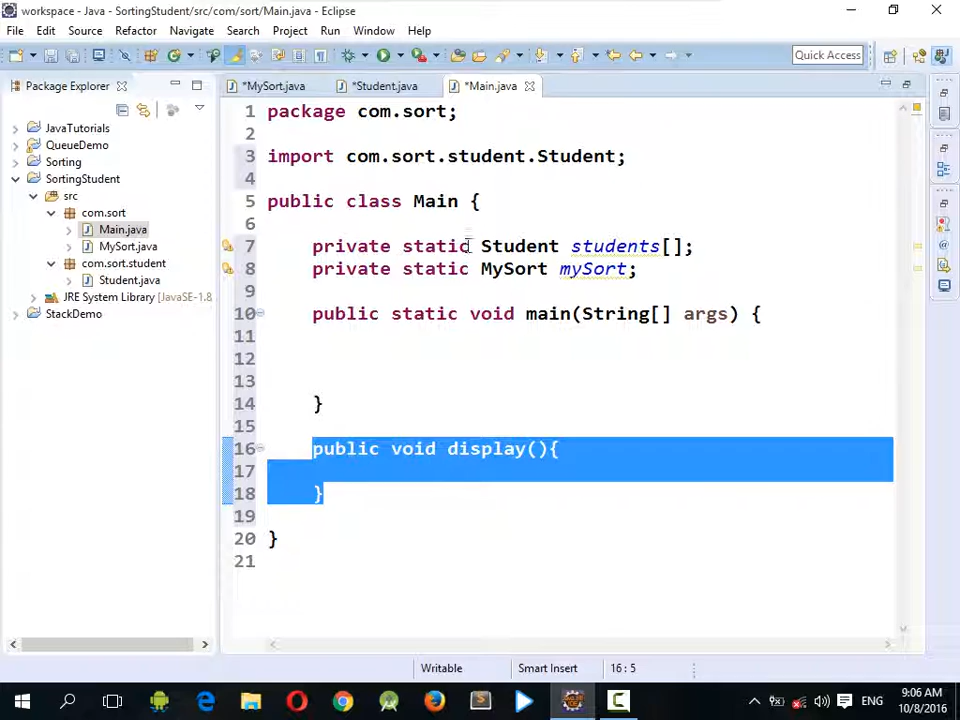 workspace - Java - SortingStudent/src/com/sort/Main.java - Eclipse
File Edit Source Refactor Navigate Search Project Run Window Help
Quick Access
Package Explorer
*MySort.java
*Student.java
*Main.java
JavaTutorials
QueueDemo
Sorting
SortingStudent
src
com.sort
Main.java
MySort.java
com.sort.student
Student.java
JRE System Library [JavaSE-1.8
StackDemo
1 package com.sort;
2
3 import com.sort.student.Student;
4
5 public class Main {
6
7 private static Student students[];
8 private static MySort mySort;
9
10 public static void main(String[] args) {
11
12
13
14 }
15
16 public void display(){
17
18 }
19
20 }
21
Writable Smart Insert 16 : 5
ENG
9:06 AM
10/8/2016